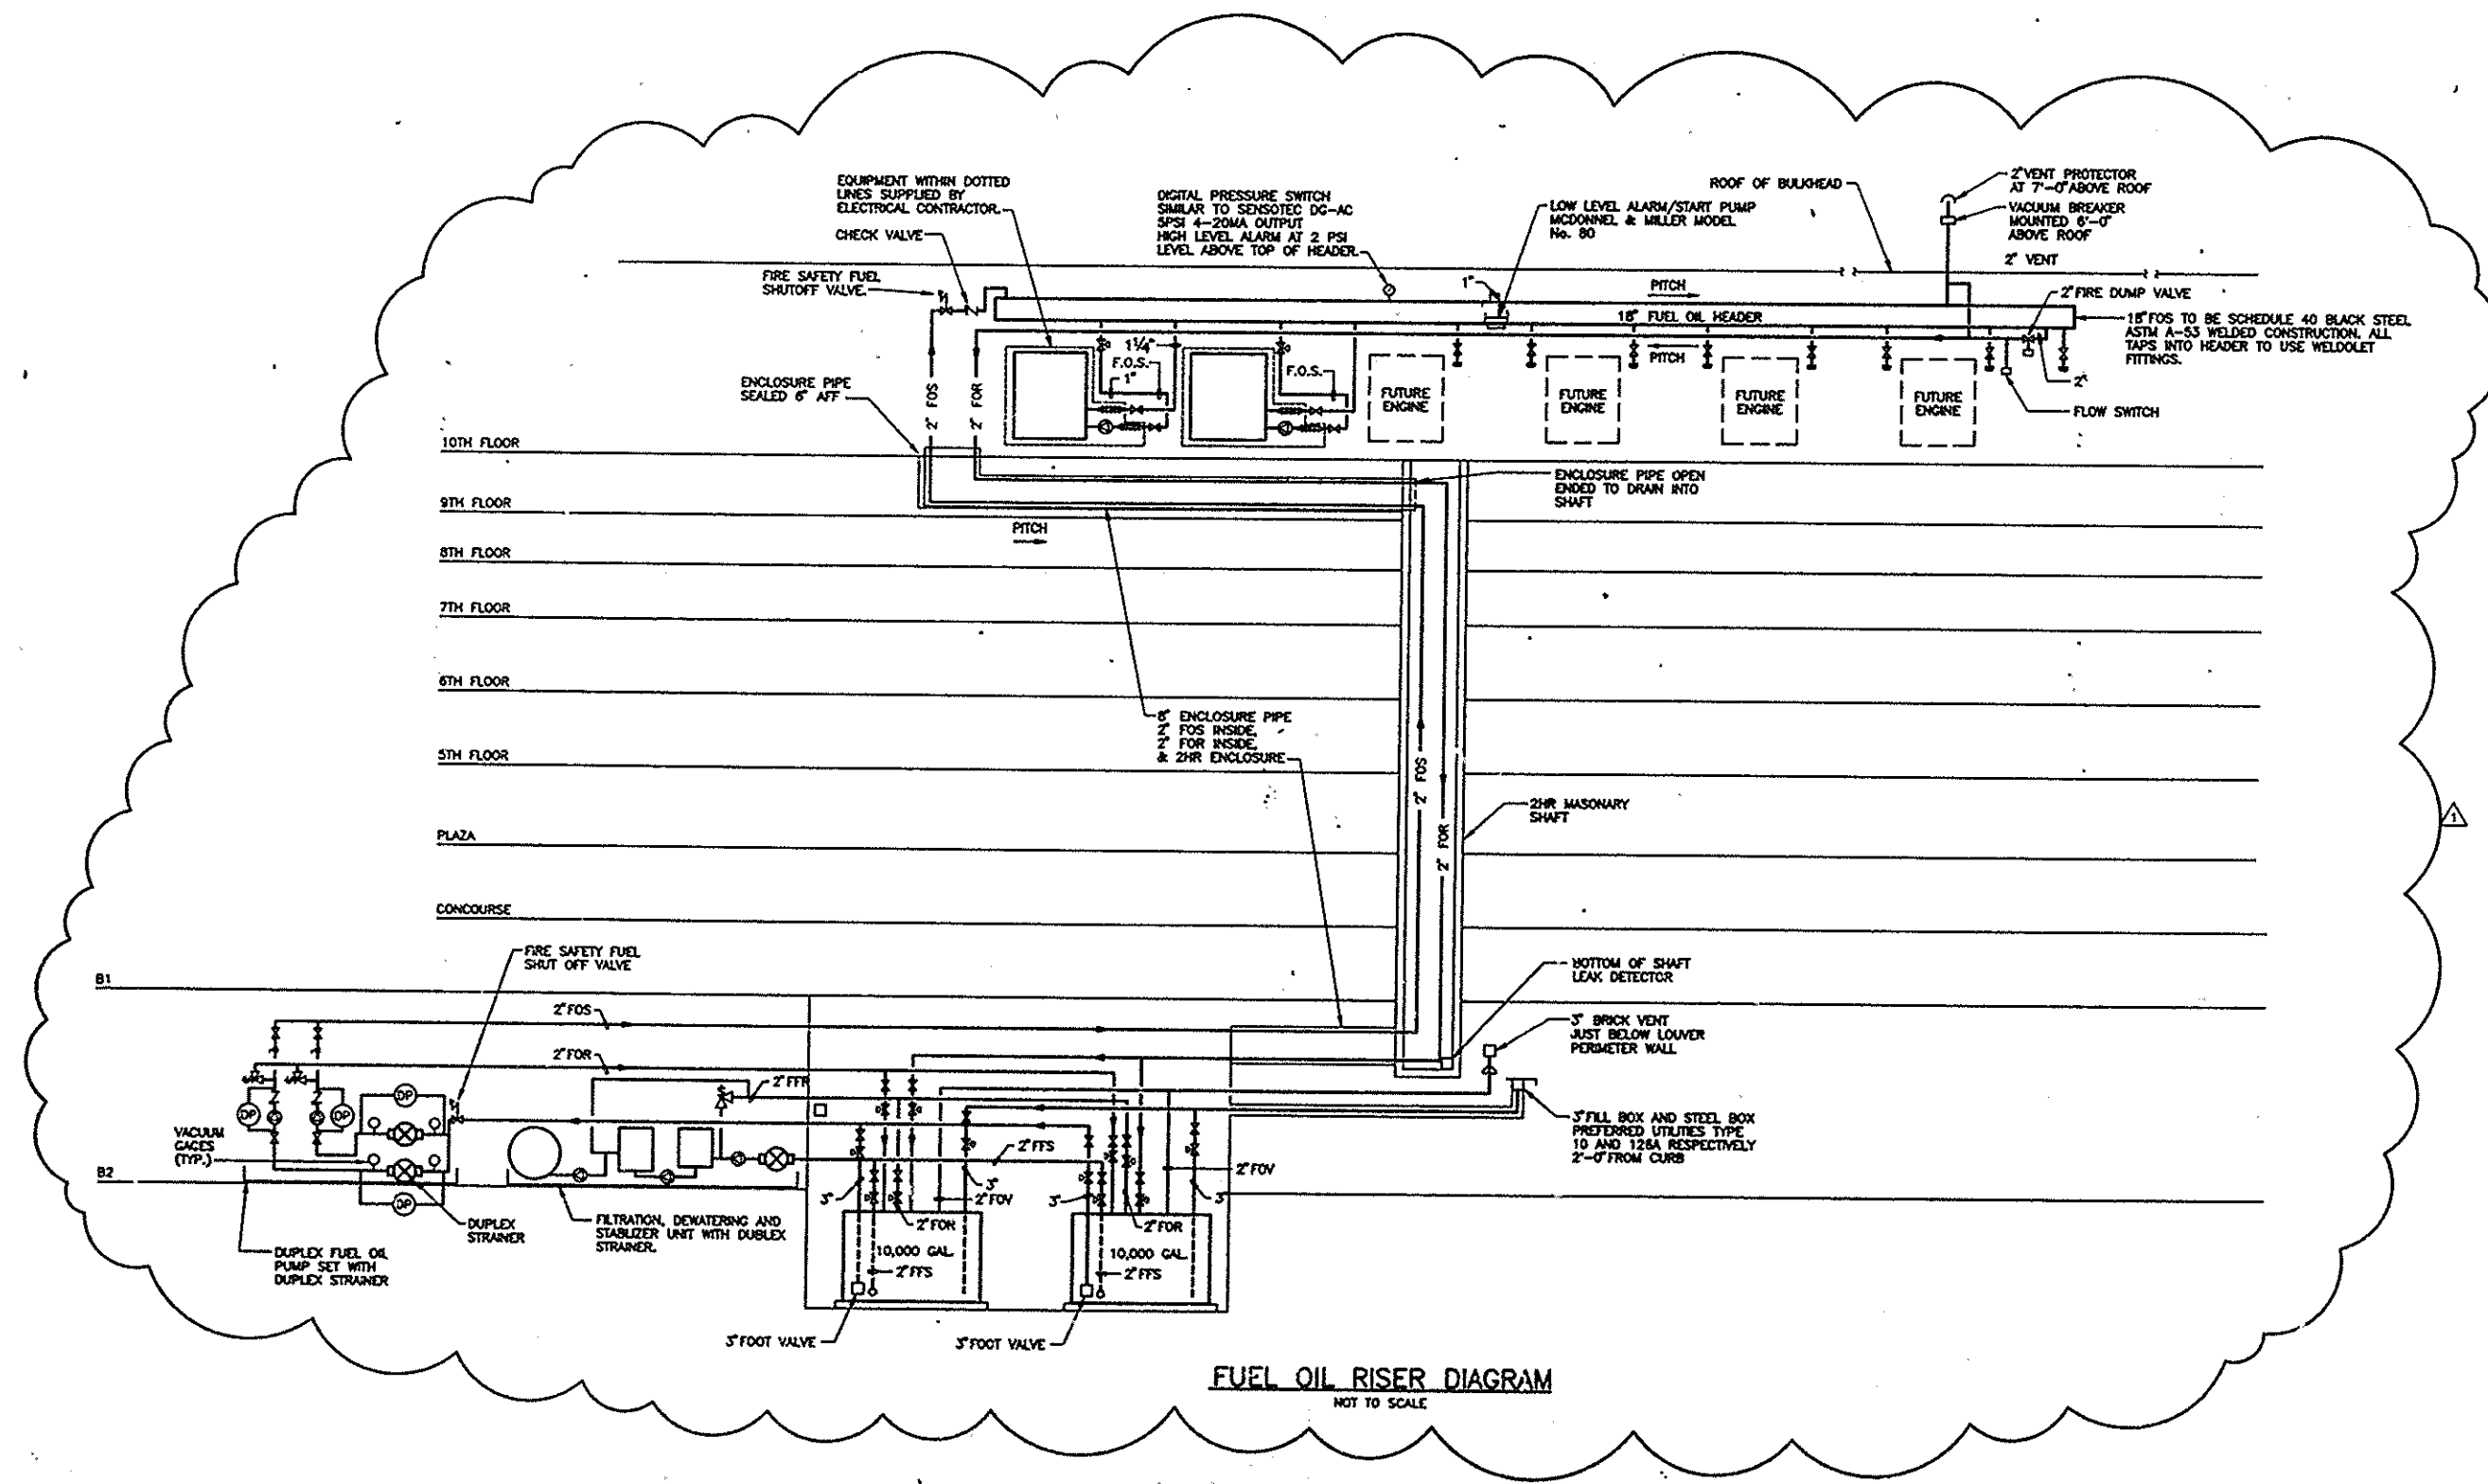 EQUIPMENT WITHIN DOTTED
LINES SUPPLIED BY
ELECTRICAL CONTRACTOR.
CHECK VALVE
FIRE SAFETY FUEL
SHUTOFF VALVE.
DIGITAL PRESSURE SWITCH
SIMILAR TO SENSOTEC DG-AC
5PSI 4-20MA OUTPUT
HIGH LEVEL ALARM AT 2 PSI
LEVEL ABOVE TOP OF HEADER.
LOW LEVEL ALARM/START PUMP
MCDONNEL & MILLER MODEL
No. 80
ROOF OF BULKHEAD
2" VENT PROTECTOR
AT 7'-0" ABOVE ROOF
VACUUM BREAKER
MOUNTED 6'-0"
ABOVE ROOF
2" VENT
2" FIRE DUMP VALVE
18" FOS TO BE SCHEDULE 40 BLACK STEEL
ASTM A-53 WELDED CONSTRUCTION. ALL
TAPS INTO HEADER TO USE WELDOLET
FITTINGS.
1"
PITCH
18" FUEL OIL HEADER
PITCH
1¼"
F.O.S.
1"
F.O.S.
FUTURE
ENGINE
FUTURE
ENGINE
FUTURE
ENGINE
FUTURE
ENGINE
2"
FLOW SWITCH
ENCLOSURE PIPE
SEALED 6" AFF
2" FOS
2" FOR
10TH FLOOR
ENCLOSURE PIPE OPEN
ENDED TO DRAIN INTO
SHAFT
9TH FLOOR
PITCH
8TH FLOOR
7TH FLOOR
6TH FLOOR
8" ENCLOSURE PIPE
2" FOS INSIDE,
2" FOR INSIDE,
& 2HR ENCLOSURE
5TH FLOOR
2" FOS
2" FOR
2HR MASONARY
SHAFT
1
PLAZA
CONCOURSE
FIRE SAFETY FUEL
SHUT OFF VALVE
B1
BOTTOM OF SHAFT
LEAK DETECTOR
2" FOS
3" BRICK VENT
JUST BELOW LOUVER
PERIMETER WALL
2" FOR
2" FFR
DP
DP
DP
VACUUM
GAGES
(TYP.)
3" FILL BOX AND STEEL BOX
PREFERRED UTILITIES TYPE
10 AND 128A RESPECTIVELY
2'-0" FROM CURB
2" FFS
B2
3"
3"
2" FOV
3"
2" FOV
3"
DP
2" FOR
2" FOR
DUPLEX
STRAINER
FILTRATION, DEWATERING AND
STABLIZER UNIT WITH DUBLEX
STRAINER.
DUPLEX FUEL OIL
PUMP SET WITH
DUPLEX STRAINER
10,000 GAL
10,000 GAL
2" FFS
2" FFS
3" FOOT VALVE
3" FOOT VALVE
FUEL OIL RISER DIAGRAM
NOT TO SCALE